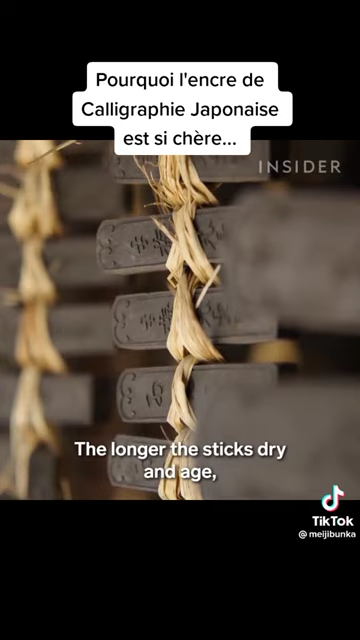 Pourquoi l'encre de
Calligraphie Japonaise
est si chère...
INSIDER
The longer the sticks dry
and age,
TikTok
@meijibunka